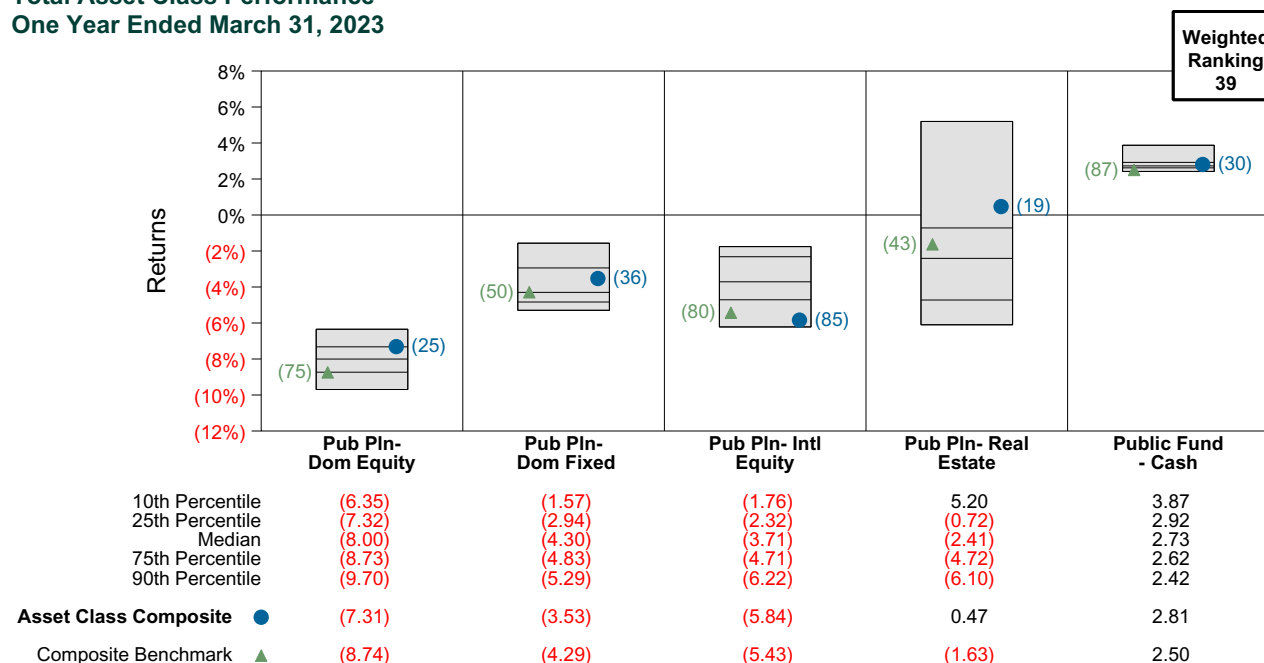 Total Asset Class Performance
One Year Ended March 31, 2023
Weighted
Ranking
39
8%
6%
4%
2%
0%
(2%)
(4%)
(6%)
(8%)
(10%)
(12%)
Returns
(75) (25)
(50) (36)
(80) (85)
(43) (19)
(87) (30)
Pub Pln-
Dom Equity
Pub Pln-
Dom Fixed
Pub Pln- Intl
Equity
Pub Pln- Real
Estate
Public Fund
- Cash
10th Percentile (6.35) (1.57) (1.76) 5.20 3.87
25th Percentile (7.32) (2.94) (2.32) (0.72) 2.92
Median (8.00) (4.30) (3.71) (2.41) 2.73
75th Percentile (8.73) (4.83) (4.71) (4.72) 2.62
90th Percentile (9.70) (5.29) (6.22) (6.10) 2.42
Asset Class Composite (7.31) (3.53) (5.84) 0.47 2.81
Composite Benchmark (8.74) (4.29) (5.43) (1.63) 2.50